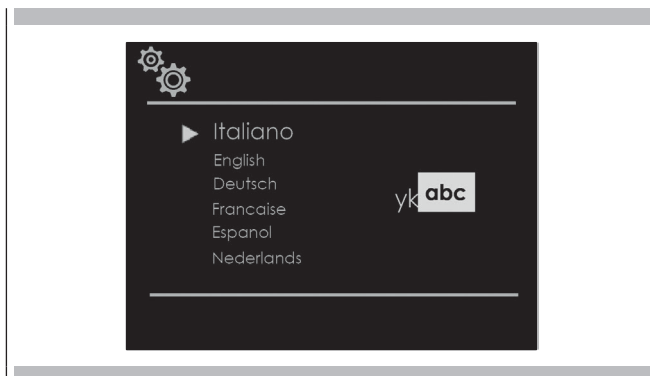 Italiano
English
Deutsch
Francaise
Espanol
Nederlands
yk abc